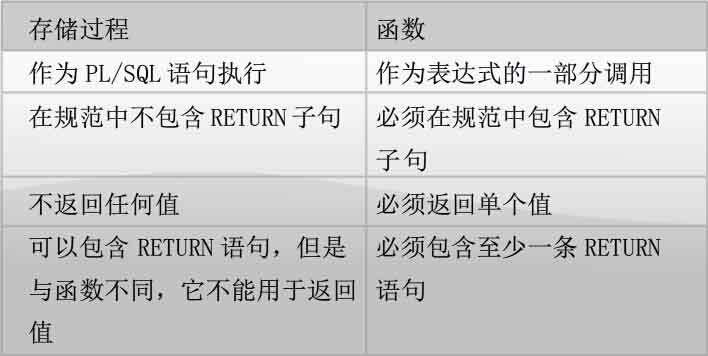 存储过程
函数
作为 PL/SQL 语句执行
作为表达式的一部分调用
在规范中不包含 RETURN 子句
必须在规范中包含 RETURN
子句
不返回任何值
必须返回单个值
可以包含 RETURN 语句，但是
与函数不同，它不能用于返回
值
必须包含至少一条 RETURN
语句